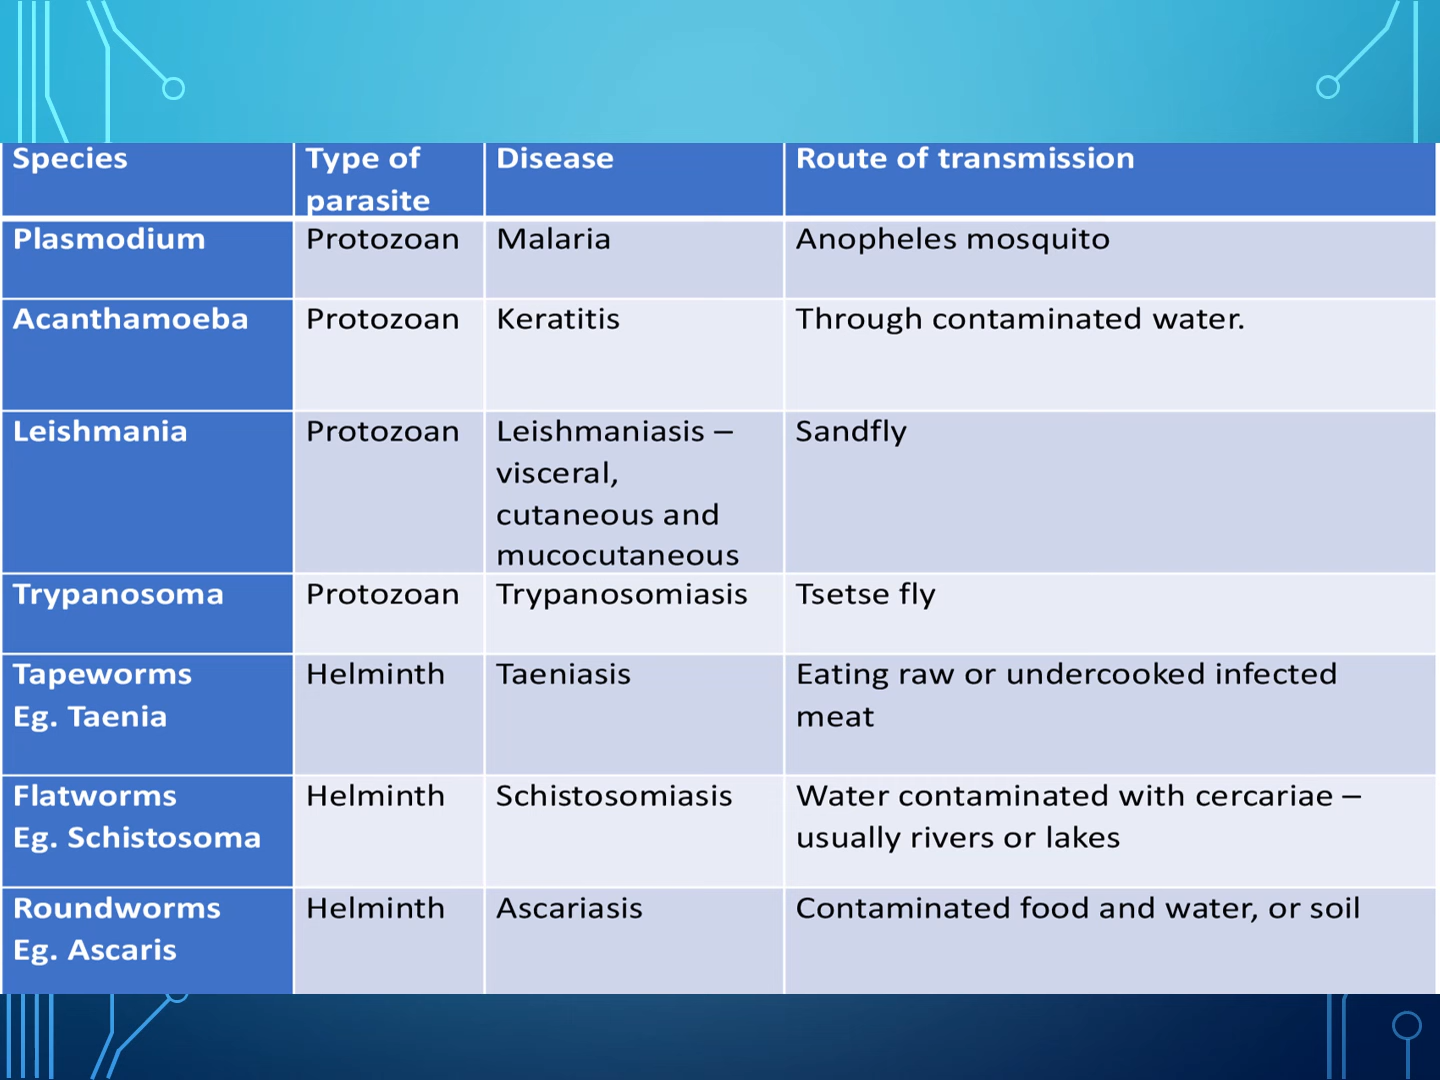 Species
Type of
parasite
Disease
Route of transmission
Plasmodium
Protozoan
Malaria
Anopheles mosquito
Acanthamoeba
Protozoan
Keratitis
Through contaminated water.
Leishmania
Protozoan
Leishmaniasis –
visceral,
cutaneous and
mucocutaneous
Sandfly
Trypanosoma
Protozoan
Trypanosomiasis
Tsetse fly
Tapeworms
Eg. Taenia
Helminth
Taeniasis
Eating raw or undercooked infected
meat
Flatworms
Eg. Schistosoma
Helminth
Schistosomiasis
Water contaminated with cercariae –
usually rivers or lakes
Roundworms
Eg. Ascaris
Helminth
Ascariasis
Contaminated food and water, or soil